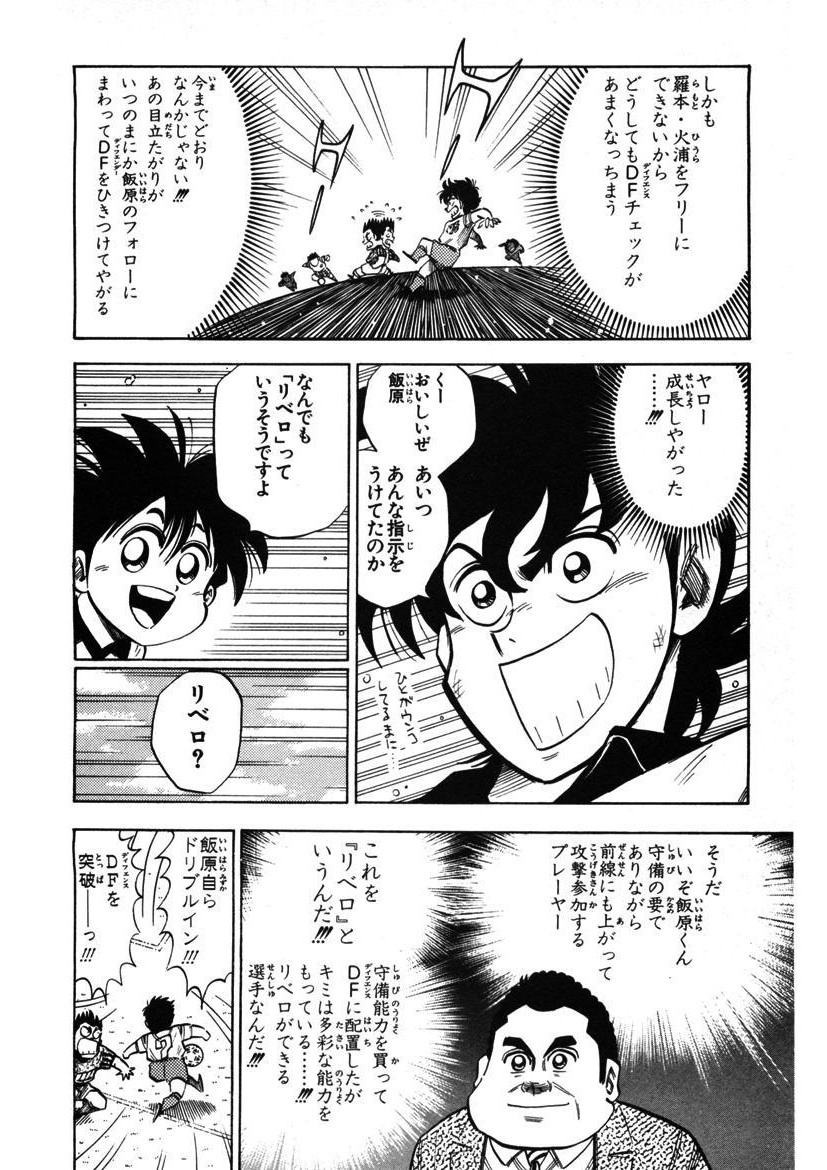 しかも
羅本・火浦をフリーに
できないから
どうしてもDFチェックが
あまくなっちまう
今までどおり
なんかじゃない!!!
あの目立たがりが
いつのまにか飯原のフォローに
まわってDFをひきつけてやがる
ヤロー
成長しやがった
……!!!
くー
おいしいぜ
飯原
あいつ
あんな指示を
うけてたのか
ひとがウンコ
してるまに…
なんでも
「リベロ」って
いうそうですよ
リベロ?
そうだ
いいぞ飯原くん
守備の要で
ありながら
前線にも上がって
攻撃参加する
プレーヤー
これを
『リベロ』と
いうんだ!!!
守備能力を買って
DFに配置したが
キミは多彩な能力を
もっている……!!!
リベロができる
選手なんだ!!!
飯原自ら
ドリブルイン!!!
DFを
突破──っ!!!